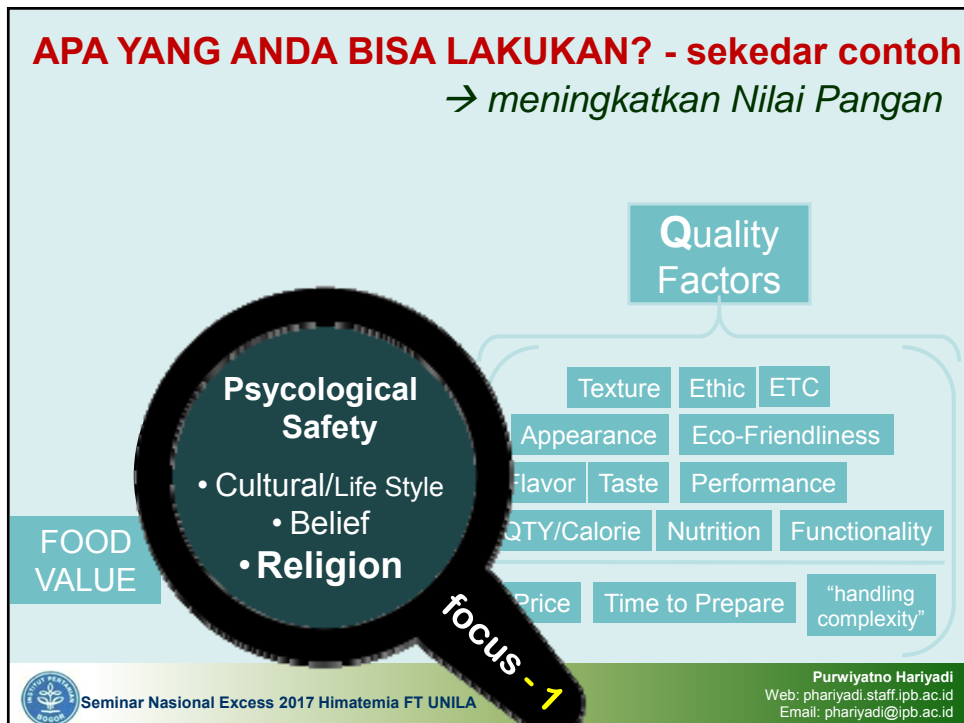 APA YANG ANDA BISA LAKUKAN? - sekedar contoh
→ meningkatkan Nilai Pangan
Quality
Factors
Texture Ethic ETC
Appearance Eco-Friendliness
Flavor Taste Performance
QTY/Calorie Nutrition Functionality
Price Time to Prepare “handling
complexity”
Psycological
Safety
• Cultural/Life Style
• Belief
• Religion
focus - 1
FOOD
VALUE
INSTITUT PERTANIAN
BOGOR
Seminar Nasional Excess 2017 Himatemia FT UNILA
Purwiyatno Hariyadi
Web: phariyadi.staff.ipb.ac.id
Email: phariyadi@ipb.ac.id